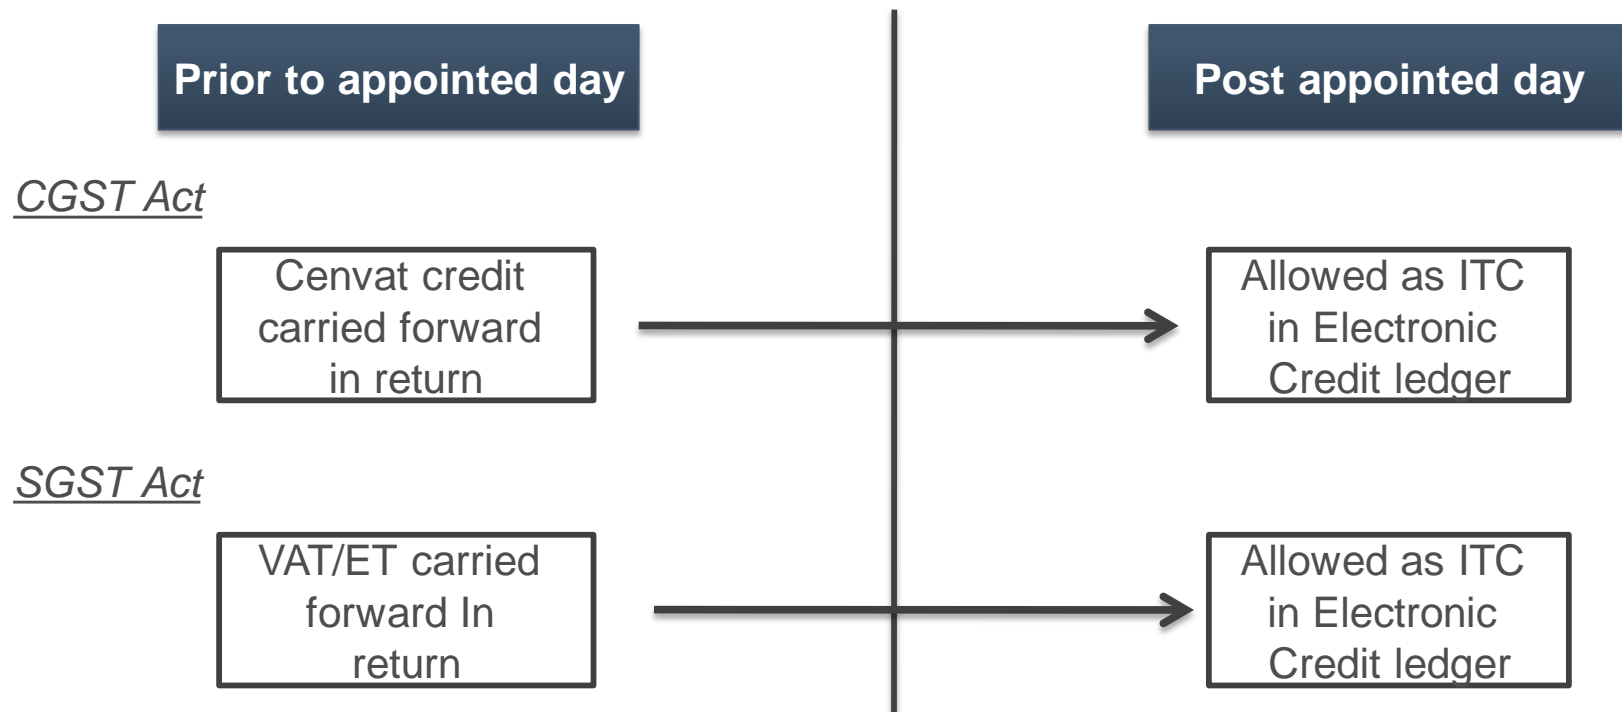 Prior to appointed day
Post appointed day
CGST Act
Cenvat credit
carried forward
in return
Allowed as ITC
in Electronic
Credit ledger
SGST Act
VAT/ET carried
forward In
return
Allowed as ITC
in Electronic
Credit ledger